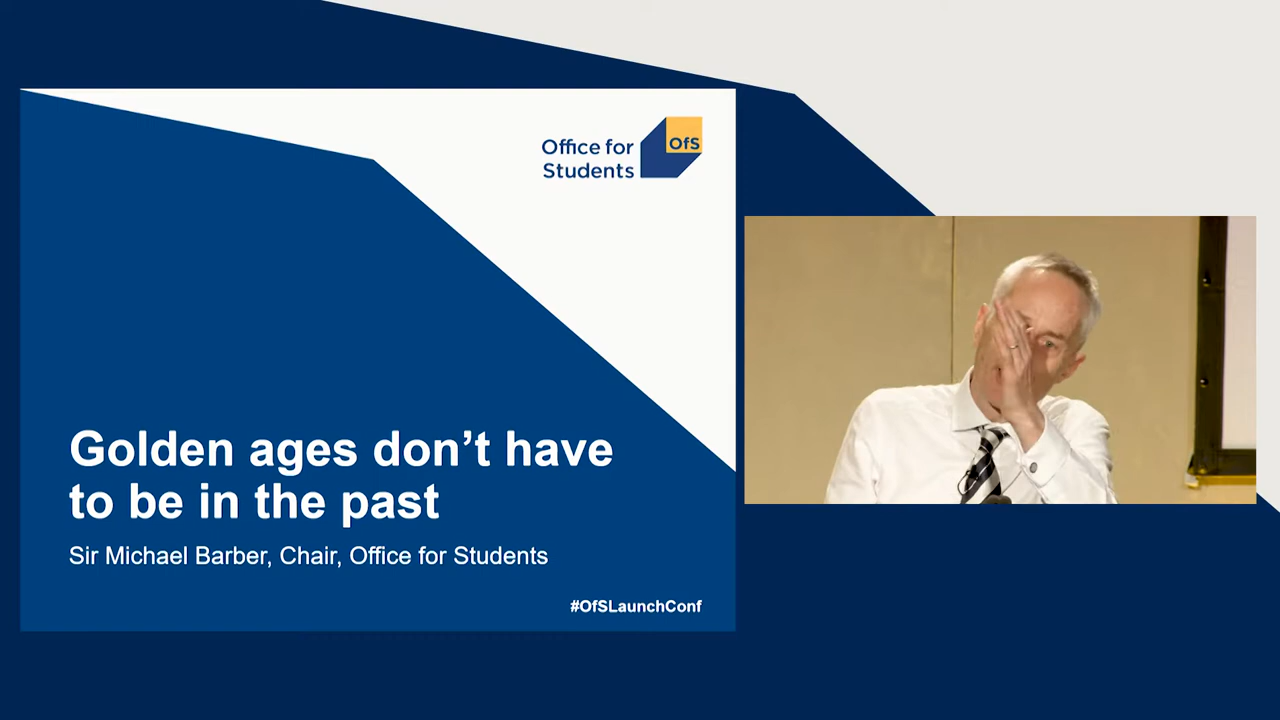 Office for
Students
OfS
Golden ages don’t have
to be in the past
Sir Michael Barber, Chair, Office for Students
#OfSLaunchConf